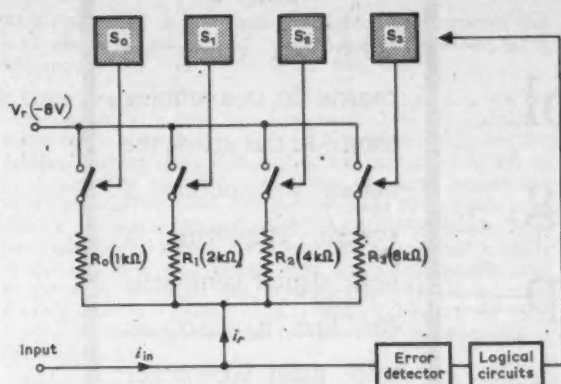 S₀ S₁ S₂ S₃
Vᵣ(−8V)
R₀(1kΩ) R₁(2kΩ) R₂(4kΩ) R₃(8kΩ)
iᵣ
Input iᵢₙ
Error detector
Logical circuits